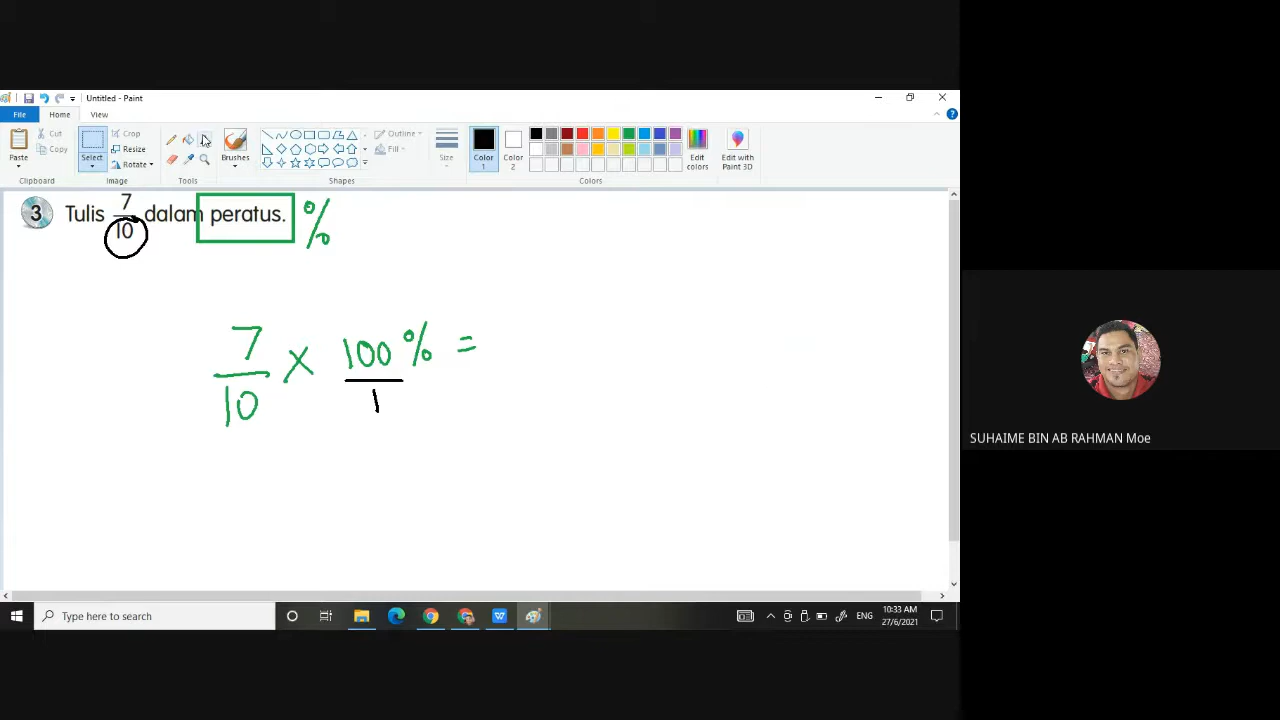 Untitled - Paint
File Home View
Paste Cut Copy Select Crop Resize Rotate Brushes Outline Fill Size Color 1 Color 2 Edit colors Edit with Paint 3D
Clipboard Image Tools Shapes Colors
3 Tulis 7/10 dalam peratus. %
7/10 x 100%/1 =
SUHAIME BIN AB RAHMAN Moe
Type here to search
ENG
10:33 AM
27/6/2021